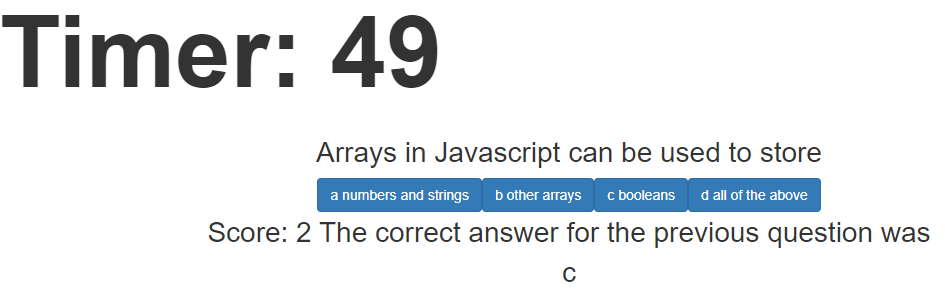 Timer: 49
Arrays in Javascript can be used to store
a numbers and strings b other arrays c booleans d all of the above
Score: 2 The correct answer for the previous question was
c